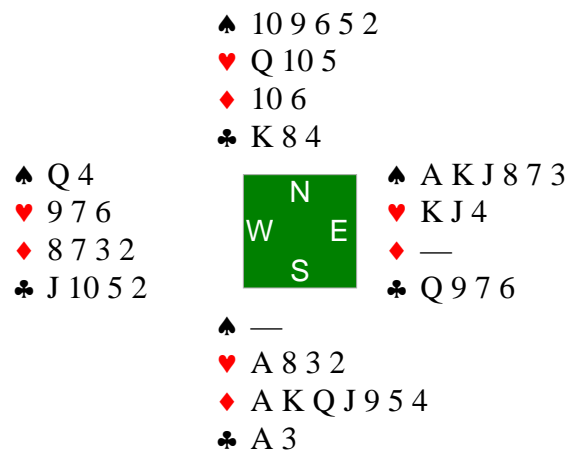 ♠ 10 9 6 5 2
♥ Q 10 5
♦ 10 6
♣ K 8 4
♠ Q 4
♥ 9 7 6
♦ 8 7 3 2
♣ J 10 5 2
N
W E
S
♠ A K J 8 7 3
♥ K J 4
♦ —
♣ Q 9 7 6
♠ —
♥ A 8 3 2
♦ A K Q J 9 5 4
♣ A 3